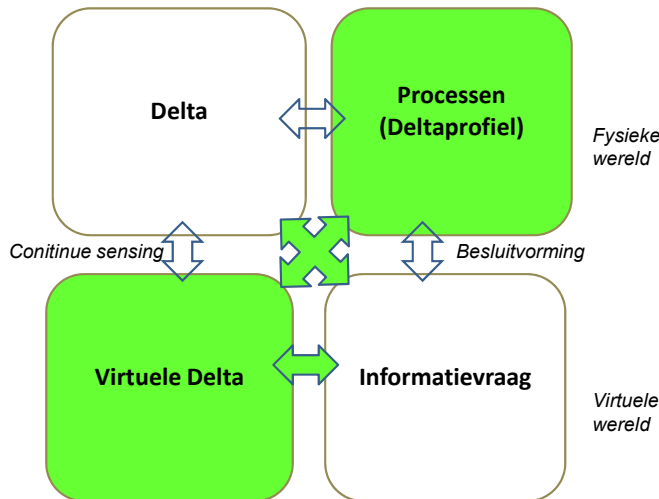 Delta
Processen
(Deltaprofiel)
Fysieke
wereld
Conitinue sensing
Besluitvorming
Virtuele Delta
Informatievraag
Virtuele
wereld